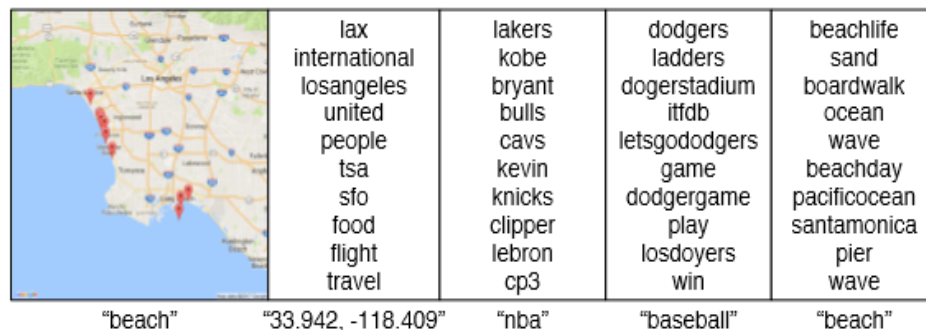 Los Angeles
lax lakers dodgers beachlife
international kobe ladders sand
losangeles bryant dogerstadium boardwalk
united bulls itfdb ocean
people cavs letsgododgers wave
tsa kevin game beachday
sfo knicks dodgergame pacificocean
food clipper play santamonica
flight lebron losdoyers pier
travel cp3 win wave
"beach" "33.942, -118.409" "nba" "baseball" "beach"